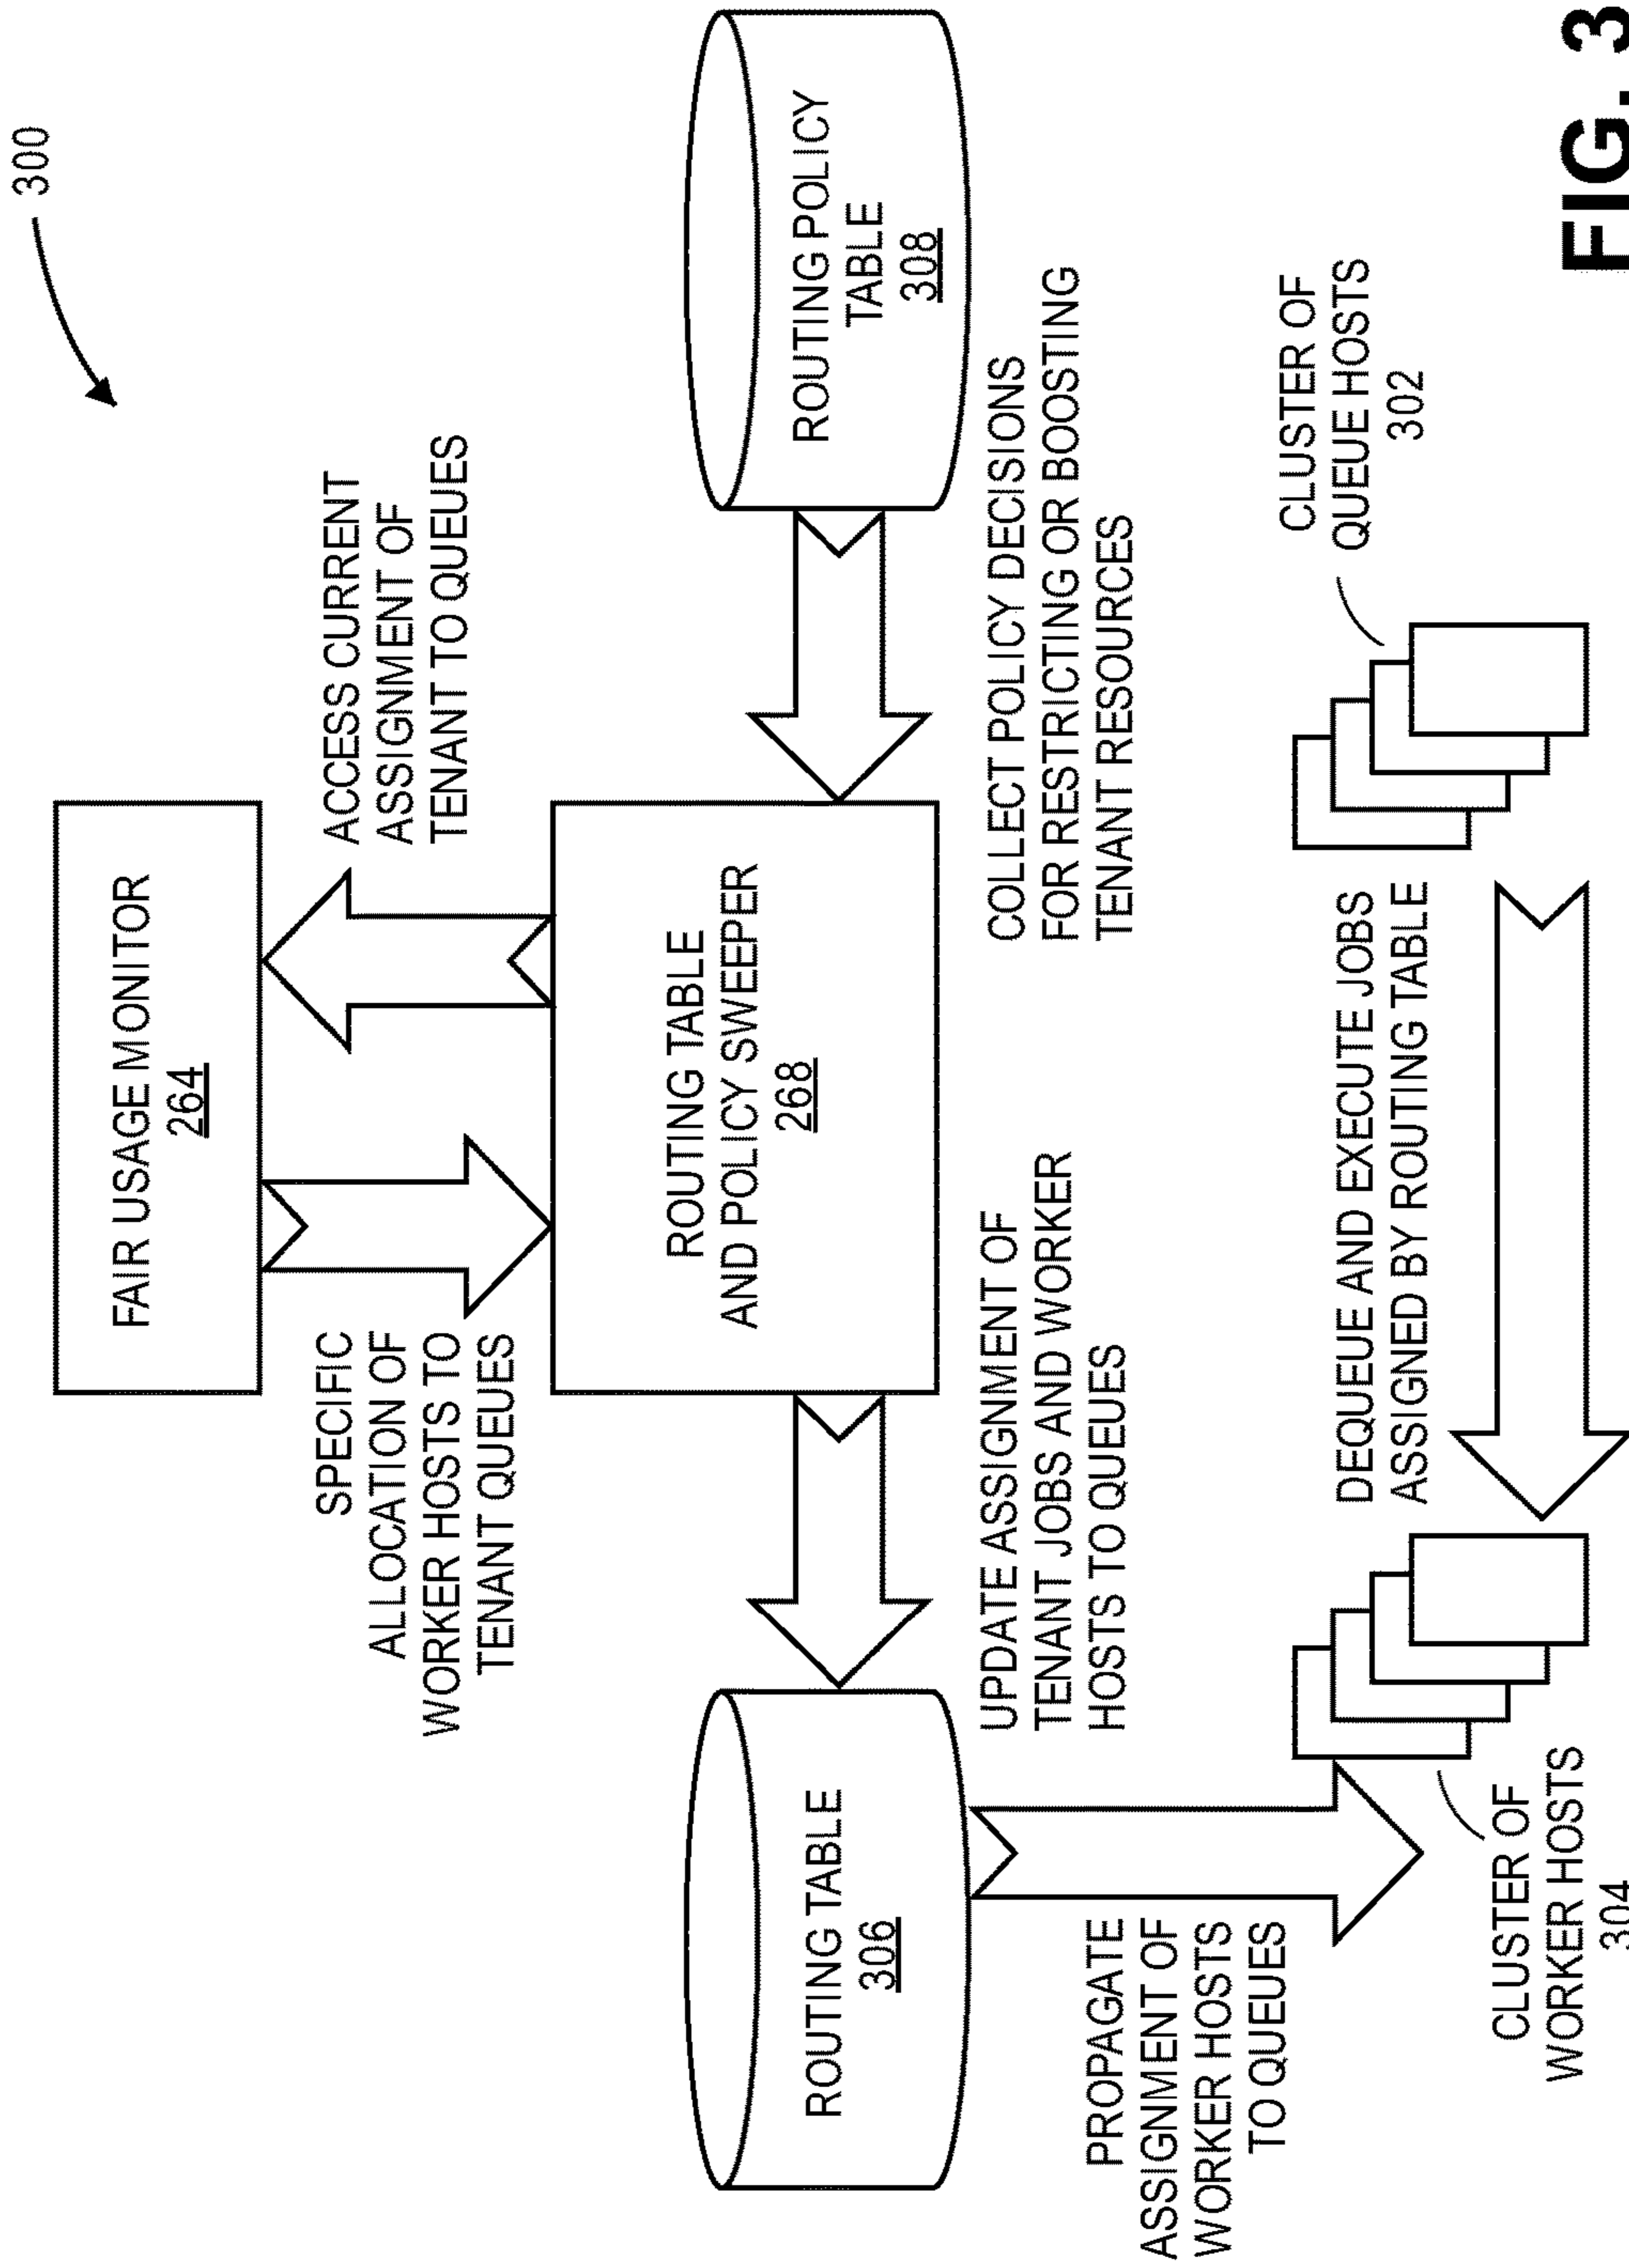 300
FAIR USAGE MONITOR
264
SPECIFIC
ALLOCATION OF
WORKER HOSTS TO
TENANT QUEUES
ACCESS CURRENT
ASSIGNMENT OF
TENANT TO QUEUES
ROUTING TABLE
306
ROUTING TABLE
AND POLICY SWEEPER
268
ROUTING POLICY
TABLE
308
UPDATE ASSIGNMENT OF
TENANT JOBS AND WORKER
HOSTS TO QUEUES
COLLECT POLICY DECISIONS
FOR RESTRICTING OR BOOSTING
TENANT RESOURCES
PROPAGATE
ASSIGNMENT OF
WORKER HOSTS
TO QUEUES
DEQUEUE AND EXECUTE JOBS
ASSIGNED BY ROUTING TABLE
CLUSTER OF
QUEUE HOSTS
302
CLUSTER OF
WORKER HOSTS
304
FIG. 3